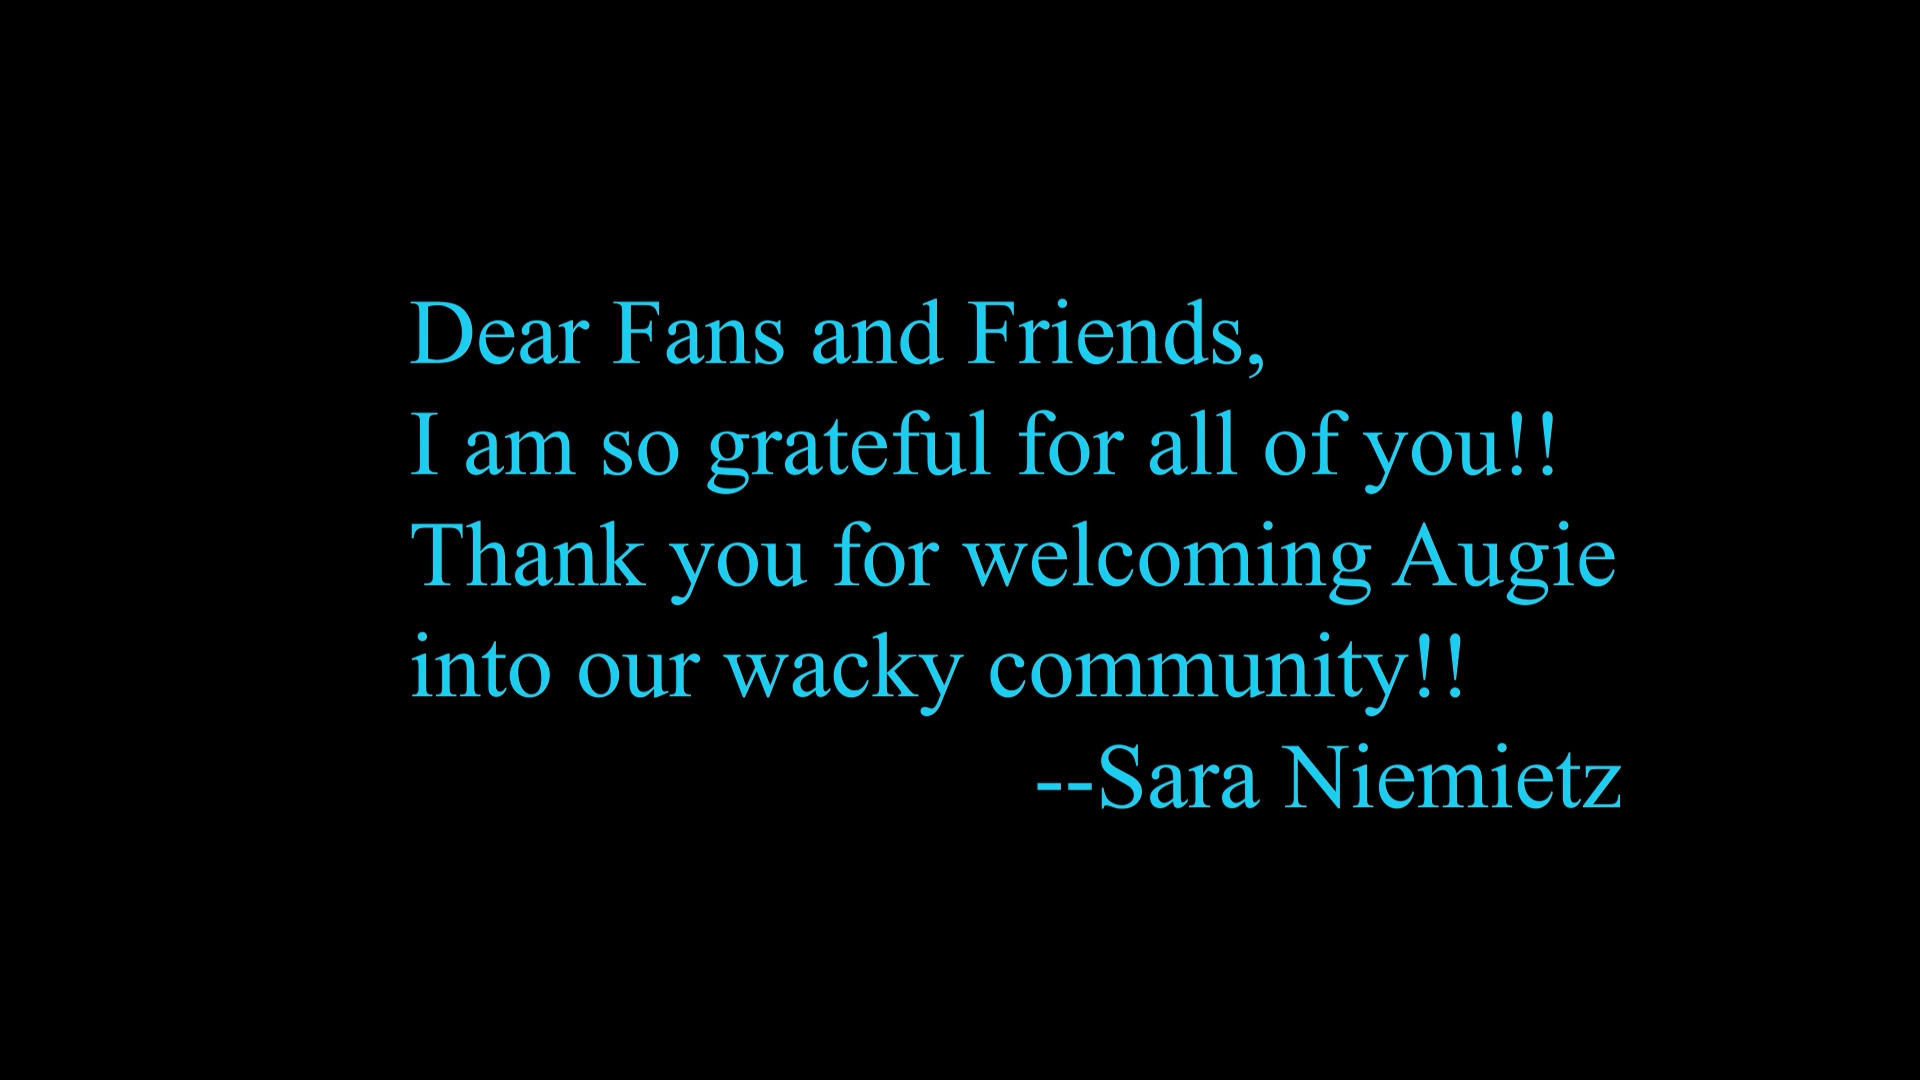 Dear Fans and Friends,
I am so grateful for all of you!!
Thank you for welcoming Augie
into our wacky community!!
--Sara Niemietz